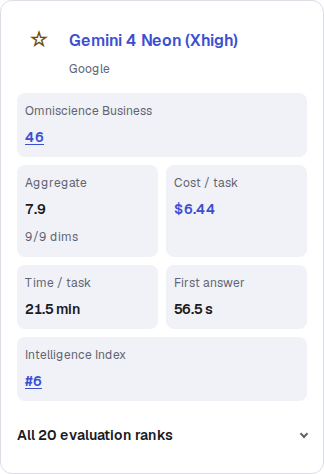 Gemini 4 Neon (Xhigh)
Google
Omniscience Business
46
Aggregate
7.9
9/9 dims
Cost / task
$6.44
Time / task
21.5 min
First answer
56.5 s
Intelligence Index
#6
All 20 evaluation ranks